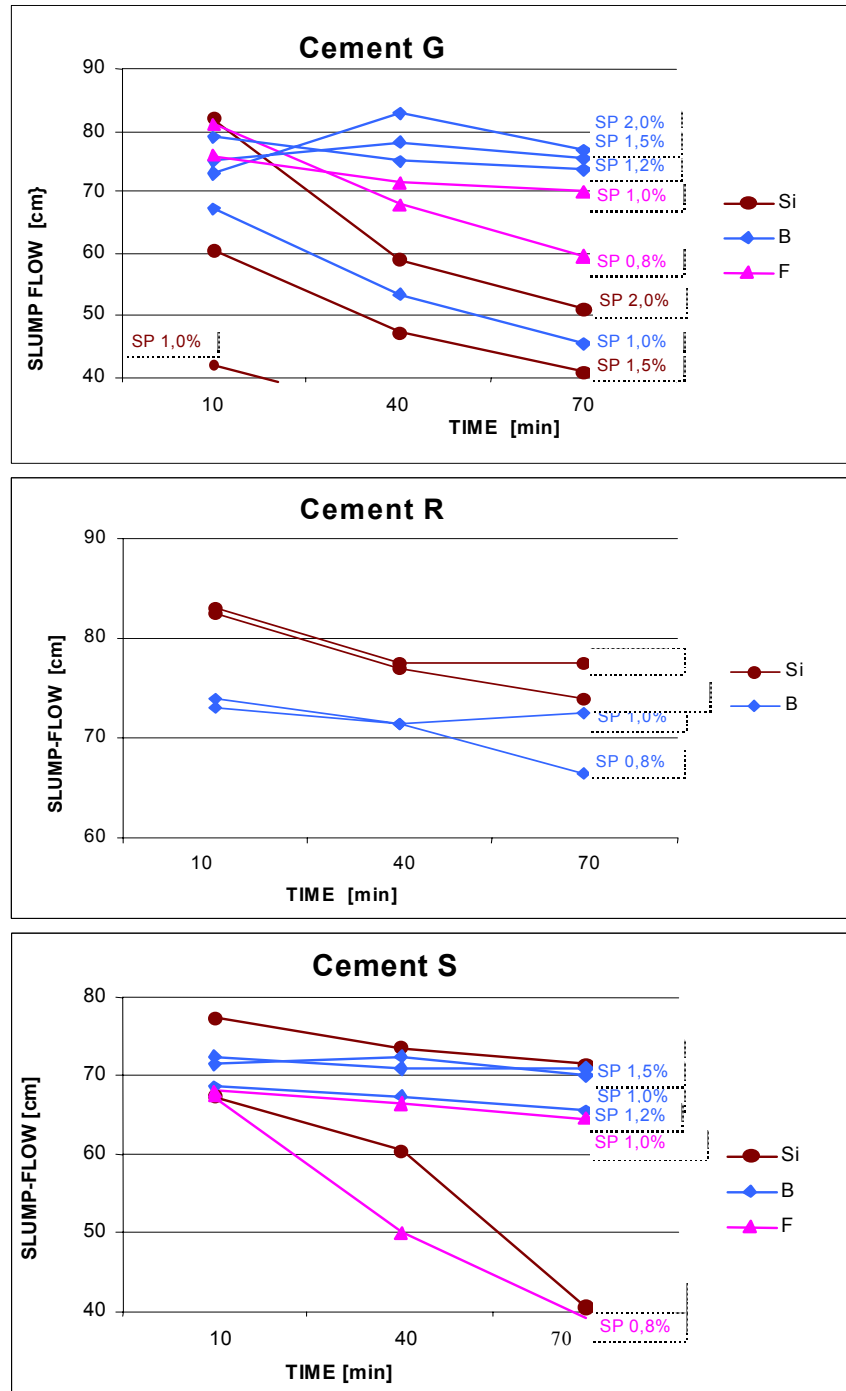 Cement G
90
80
70
60
50
40
SLUMP FLOW [cm}
SP 2,0%
SP 1,5%
SP 1,2%
SP 1,0%
SP 0,8%
SP 2,0%
SP 1,0%
SP 1,5%
SP 1,0%
Si
B
F
10 40 70
TIME [min]
Cement R
90
80
70
60
SLUMP-FLOW [cm]
SP 1,0%
SP 0,8%
Si
B
10 40 70
TIME [min]
Cement S
80
70
60
50
40
SLUMP-FLOW [cm]
SP 1,5%
SP 1,0%
SP 1,2%
SP 1,0%
SP 0,8%
Si
B
F
10 40 70
TIME [min]